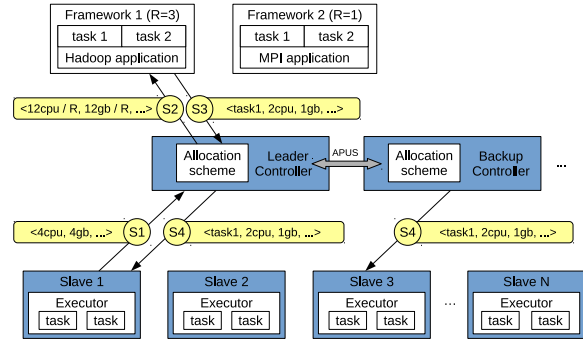 Framework 1 (R=3)
task 1 task 2
Hadoop application
Framework 2 (R=1)
task 1 task 2
MPI application
<12cpu / R, 12gb / R, ...> S2
S3 <task1, 2cpu, 1gb, ...>
Allocation
scheme
Leader
Controller
APUS
Allocation
scheme
Backup
Controller
...
<4cpu, 4gb, ...> S1
S4 <task1, 2cpu, 1gb, ...>
S4 <task1, 2cpu, 1gb, ...>
Slave 1
Executor
task task
Slave 2
Executor
task task
Slave 3
Executor
task task
...
Slave N
Executor
task task